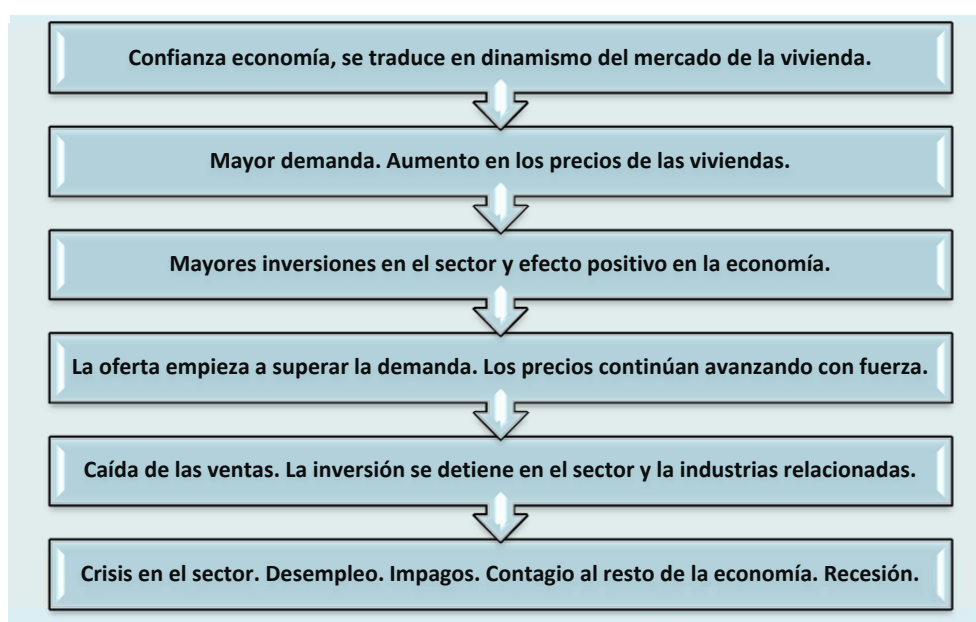 Confianza economía, se traduce en dinamismo del mercado de la vivienda.
Mayor demanda. Aumento en los precios de las viviendas.
Mayores inversiones en el sector y efecto positivo en la economía.
La oferta empieza a superar la demanda. Los precios continúan avanzando con fuerza.
Caída de las ventas. La inversión se detiene en el sector y la industrias relacionadas.
Crisis en el sector. Desempleo. Impagos. Contagio al resto de la economía. Recesión.